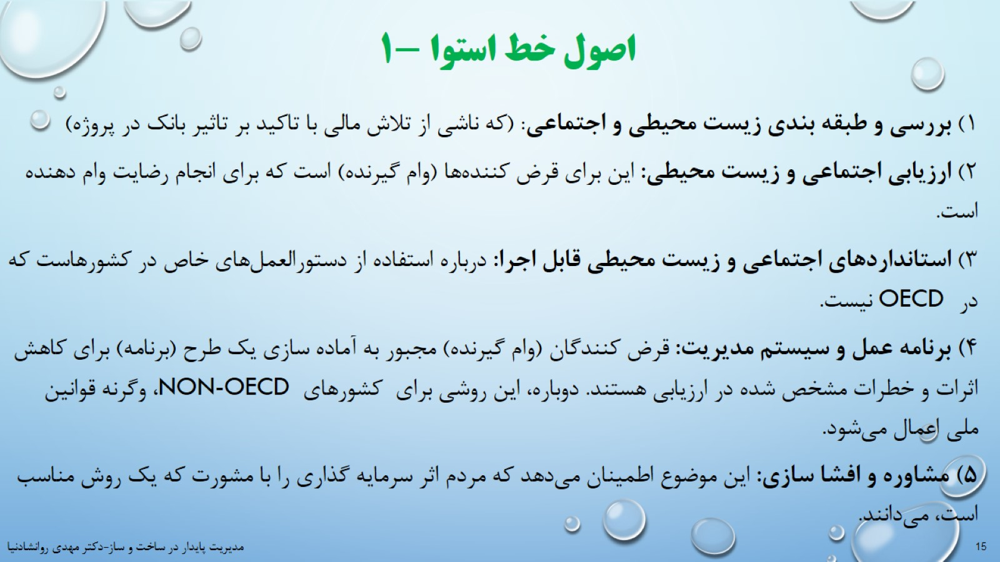 اصول خط استوا –۱
۱) بررسی و طبقه بندی زیست محیطی و اجتماعی: (که ناشی از تلاش مالی با تاکید بر تاثیر بانک در پروژه)
۲) ارزیابی اجتماعی و زیست محیطی: این برای قرض کننده‌ها (وام گیرنده) است که برای انجام رضایت وام دهنده
است.
۳) استانداردهای اجتماعی و زیست محیطی قابل اجرا: درباره استفاده از دستورالعمل‌های خاص در کشورهاست که
در OECD نیست.
۴) برنامه عمل و سیستم مدیریت: قرض کنندگان (وام گیرنده) مجبور به آماده سازی یک طرح (برنامه) برای کاهش
اثرات و خطرات مشخص شده در ارزیابی هستند. دوباره، این روشی برای کشورهای NON-OECD، وگرنه قوانین
ملی اعمال می‌شود.
۵) مشاوره و افشا سازی: این موضوع اطمینان می‌دهد که مردم اثر سرمایه گذاری را با مشورت که یک روش مناسب
است، می‌دانند.
مدیریت پایدار در ساخت و ساز-دکتر مهدی روانشادنیا
15